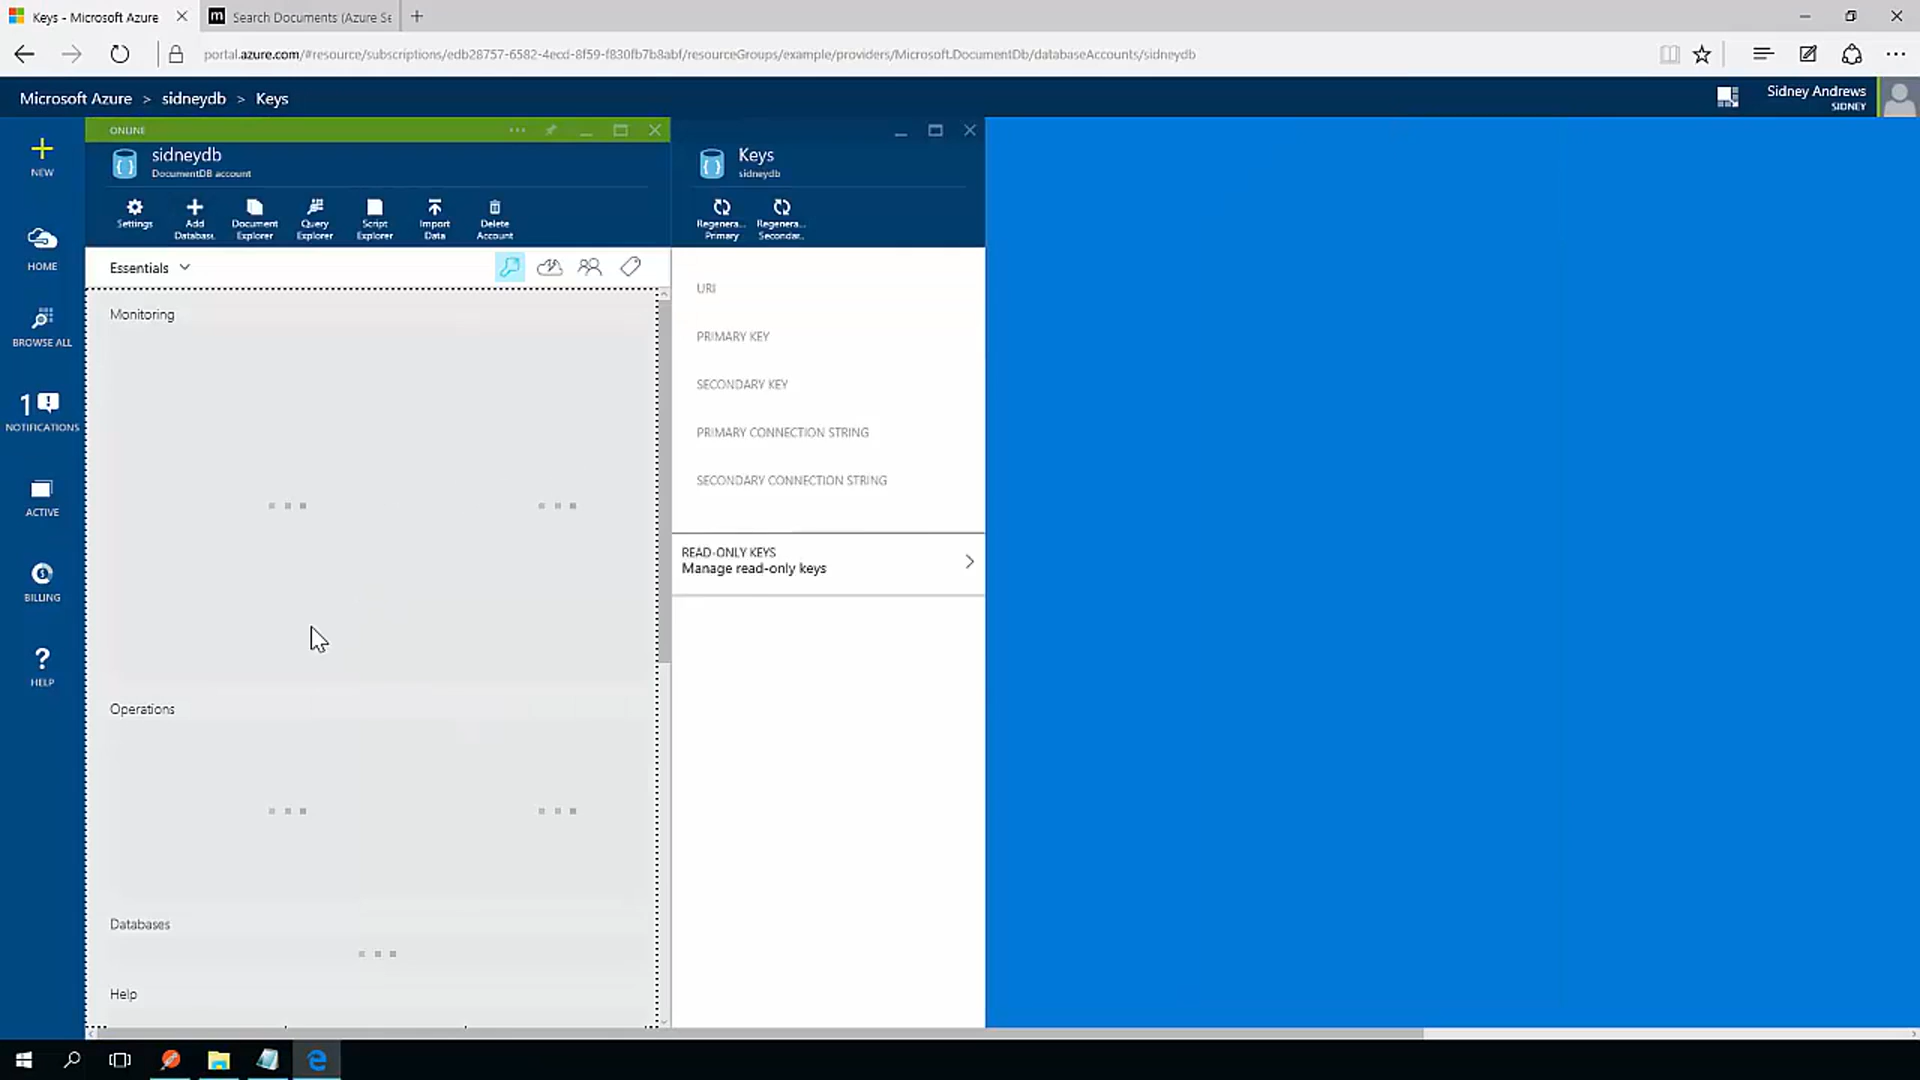 Keys - Microsoft Azure
Search Documents (Azure Se
portal.azure.com/#resource/subscriptions/edb28757-6582-4ecd-8f59-f830fb7b8abf/resourceGroups/example/providers/Microsoft.DocumentDb/databaseAccounts/sidneydb
Microsoft Azure > sidneydb > Keys
Sidney Andrews
SIDNEY
NEW
HOME
BROWSE ALL
1
NOTIFICATIONS
ACTIVE
BILLING
HELP
ONLINE
sidneydb
DocumentDB account
Settings
Add
Databas..
Document
Explorer
Query
Explorer
Script
Explorer
Import
Data
Delete
Account
Essentials
Monitoring
Operations
Databases
Help
Keys
sidneydb
Regenera...
Primary
Regenera...
Secondar..
URI
PRIMARY KEY
SECONDARY KEY
PRIMARY CONNECTION STRING
SECONDARY CONNECTION STRING
READ-ONLY KEYS
Manage read-only keys